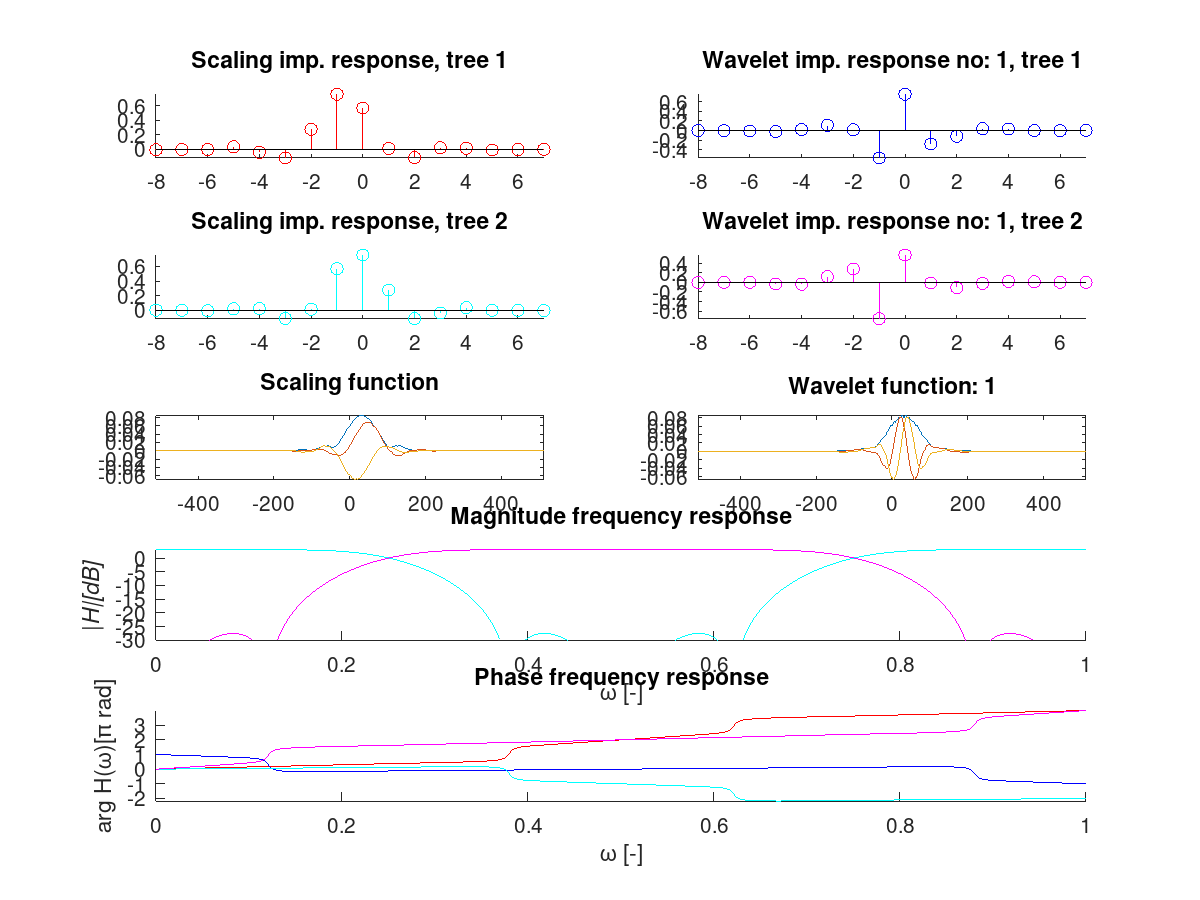 Scaling imp. response, tree 1
0.6
0.4
0.2
0
-8 -6 -4 -2 0 2 4 6
Wavelet imp. response no: 1, tree 1
0.6
0.4
0.2
0
-0.2
-0.4
-8 -6 -4 -2 0 2 4 6
Scaling imp. response, tree 2
0.6
0.4
0.2
0
-8 -6 -4 -2 0 2 4 6
Wavelet imp. response no: 1, tree 2
0.4
0.2
0
-0.2
-0.4
-0.6
-8 -6 -4 -2 0 2 4 6
Scaling function
0.08
0.06
0.04
0.02
0
-0.02
-0.04
-0.06
-400 -200 0 200 400
Wavelet function: 1
0.08
0.06
0.04
0.02
0
-0.02
-0.04
-0.06
-400 -200 0 200 400
Magnitude frequency response
|H|[dB]
0
-5
-10
-15
-20
-25
-30
0 0.2 0.4 0.6 0.8 1
ω [-]
Phase frequency response
arg H(ω)[π rad]
3
2
1
0
-1
-2
0 0.2 0.4 0.6 0.8 1
ω [-]